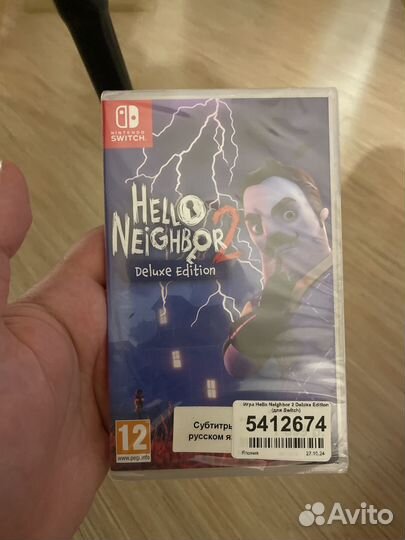 NINTENDO
SWITCH
HELLO
NEIGHBOR 2
Deluxe Edition
Игра Hello Neighbor 2 Deluxe Edition
(для Switch)
Субтитры
русском
5412674
Япония 27.10.24
12
www.pegi.info
Avito